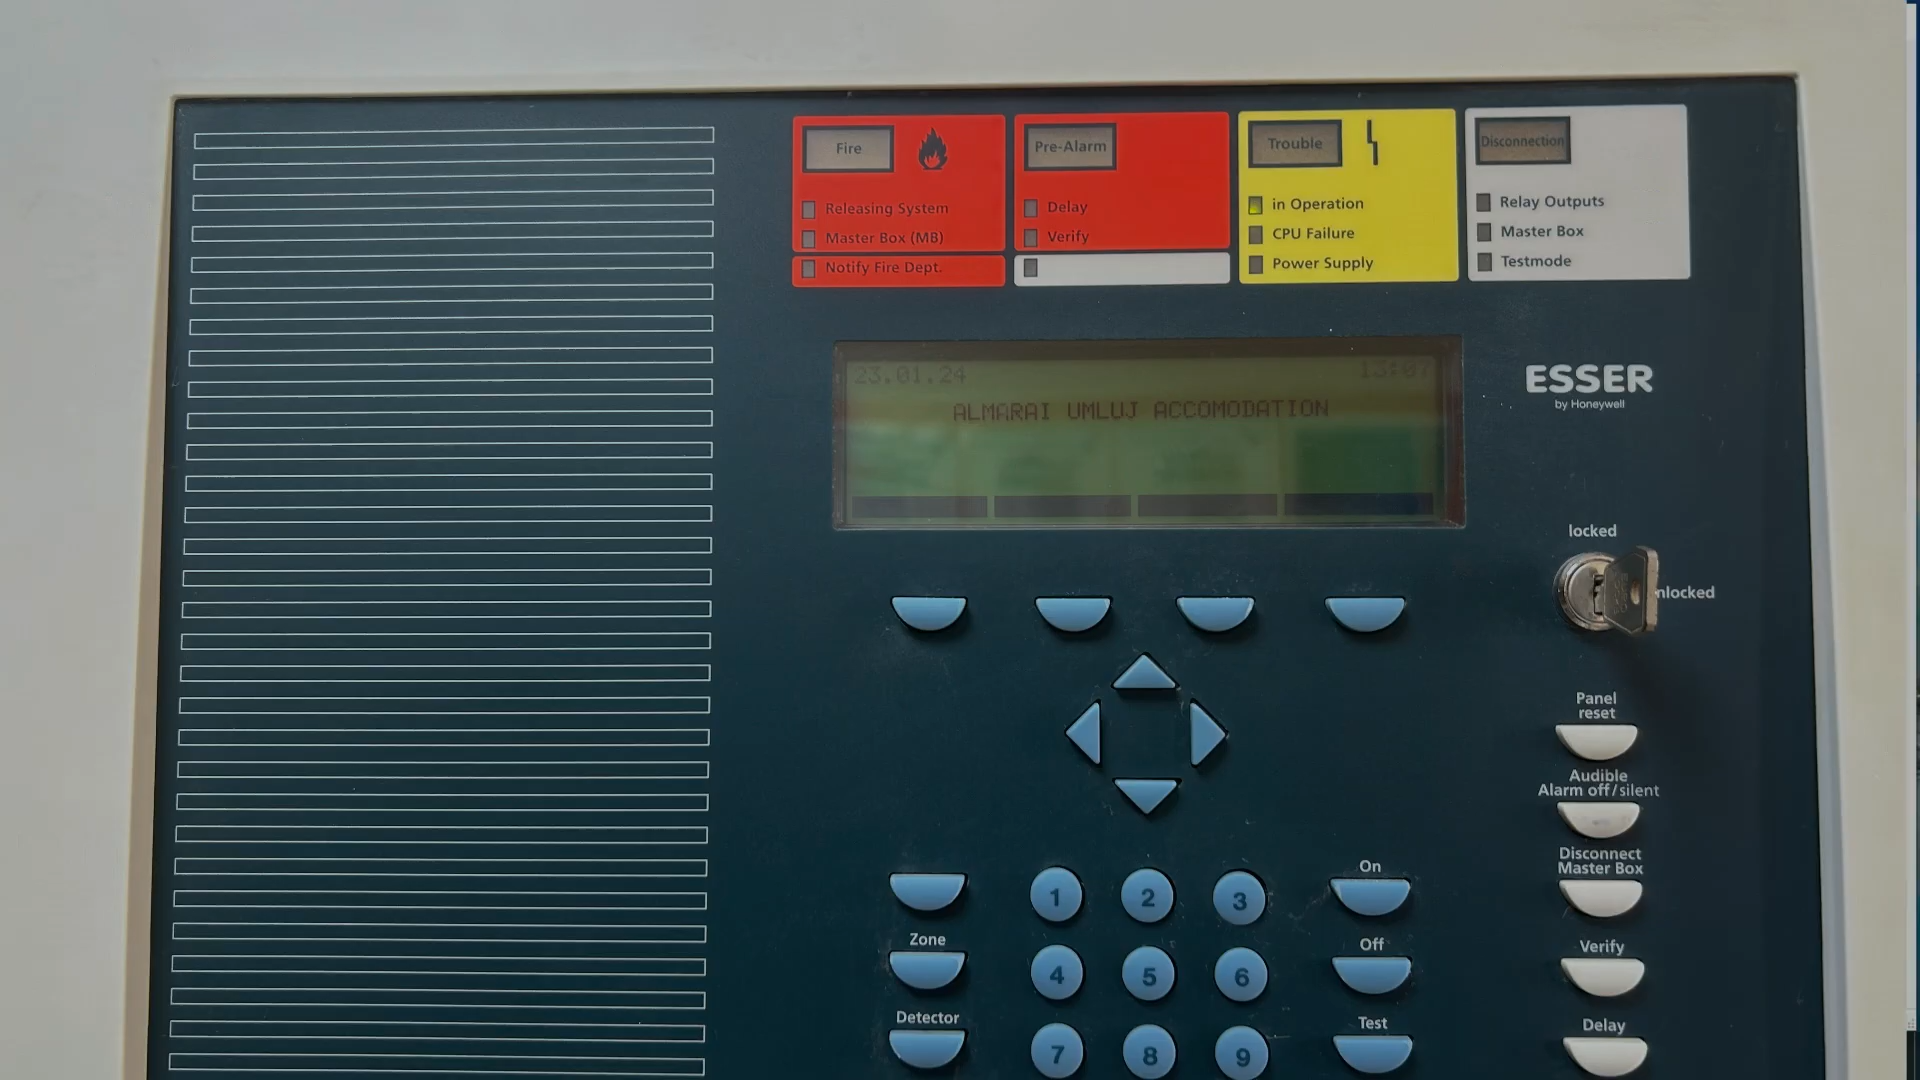 Fire
Releasing System
Master Box (MB)
Notify Fire Dept.
Pre-Alarm
Delay
Verify
Trouble
in Operation
CPU Failure
Power Supply
Disconnection
Relay Outputs
Master Box
Testmode
23.01.24 13:07
ALMARAI UMLUJ ACCOMODATION
ESSER
by Honeywell
locked
nlocked
Panel
reset
Audible
Alarm off/silent
Disconnect
Master Box
Verify
Delay
1 2 3
4 5 6
7 8 9
Zone
Detector
On
Off
Test